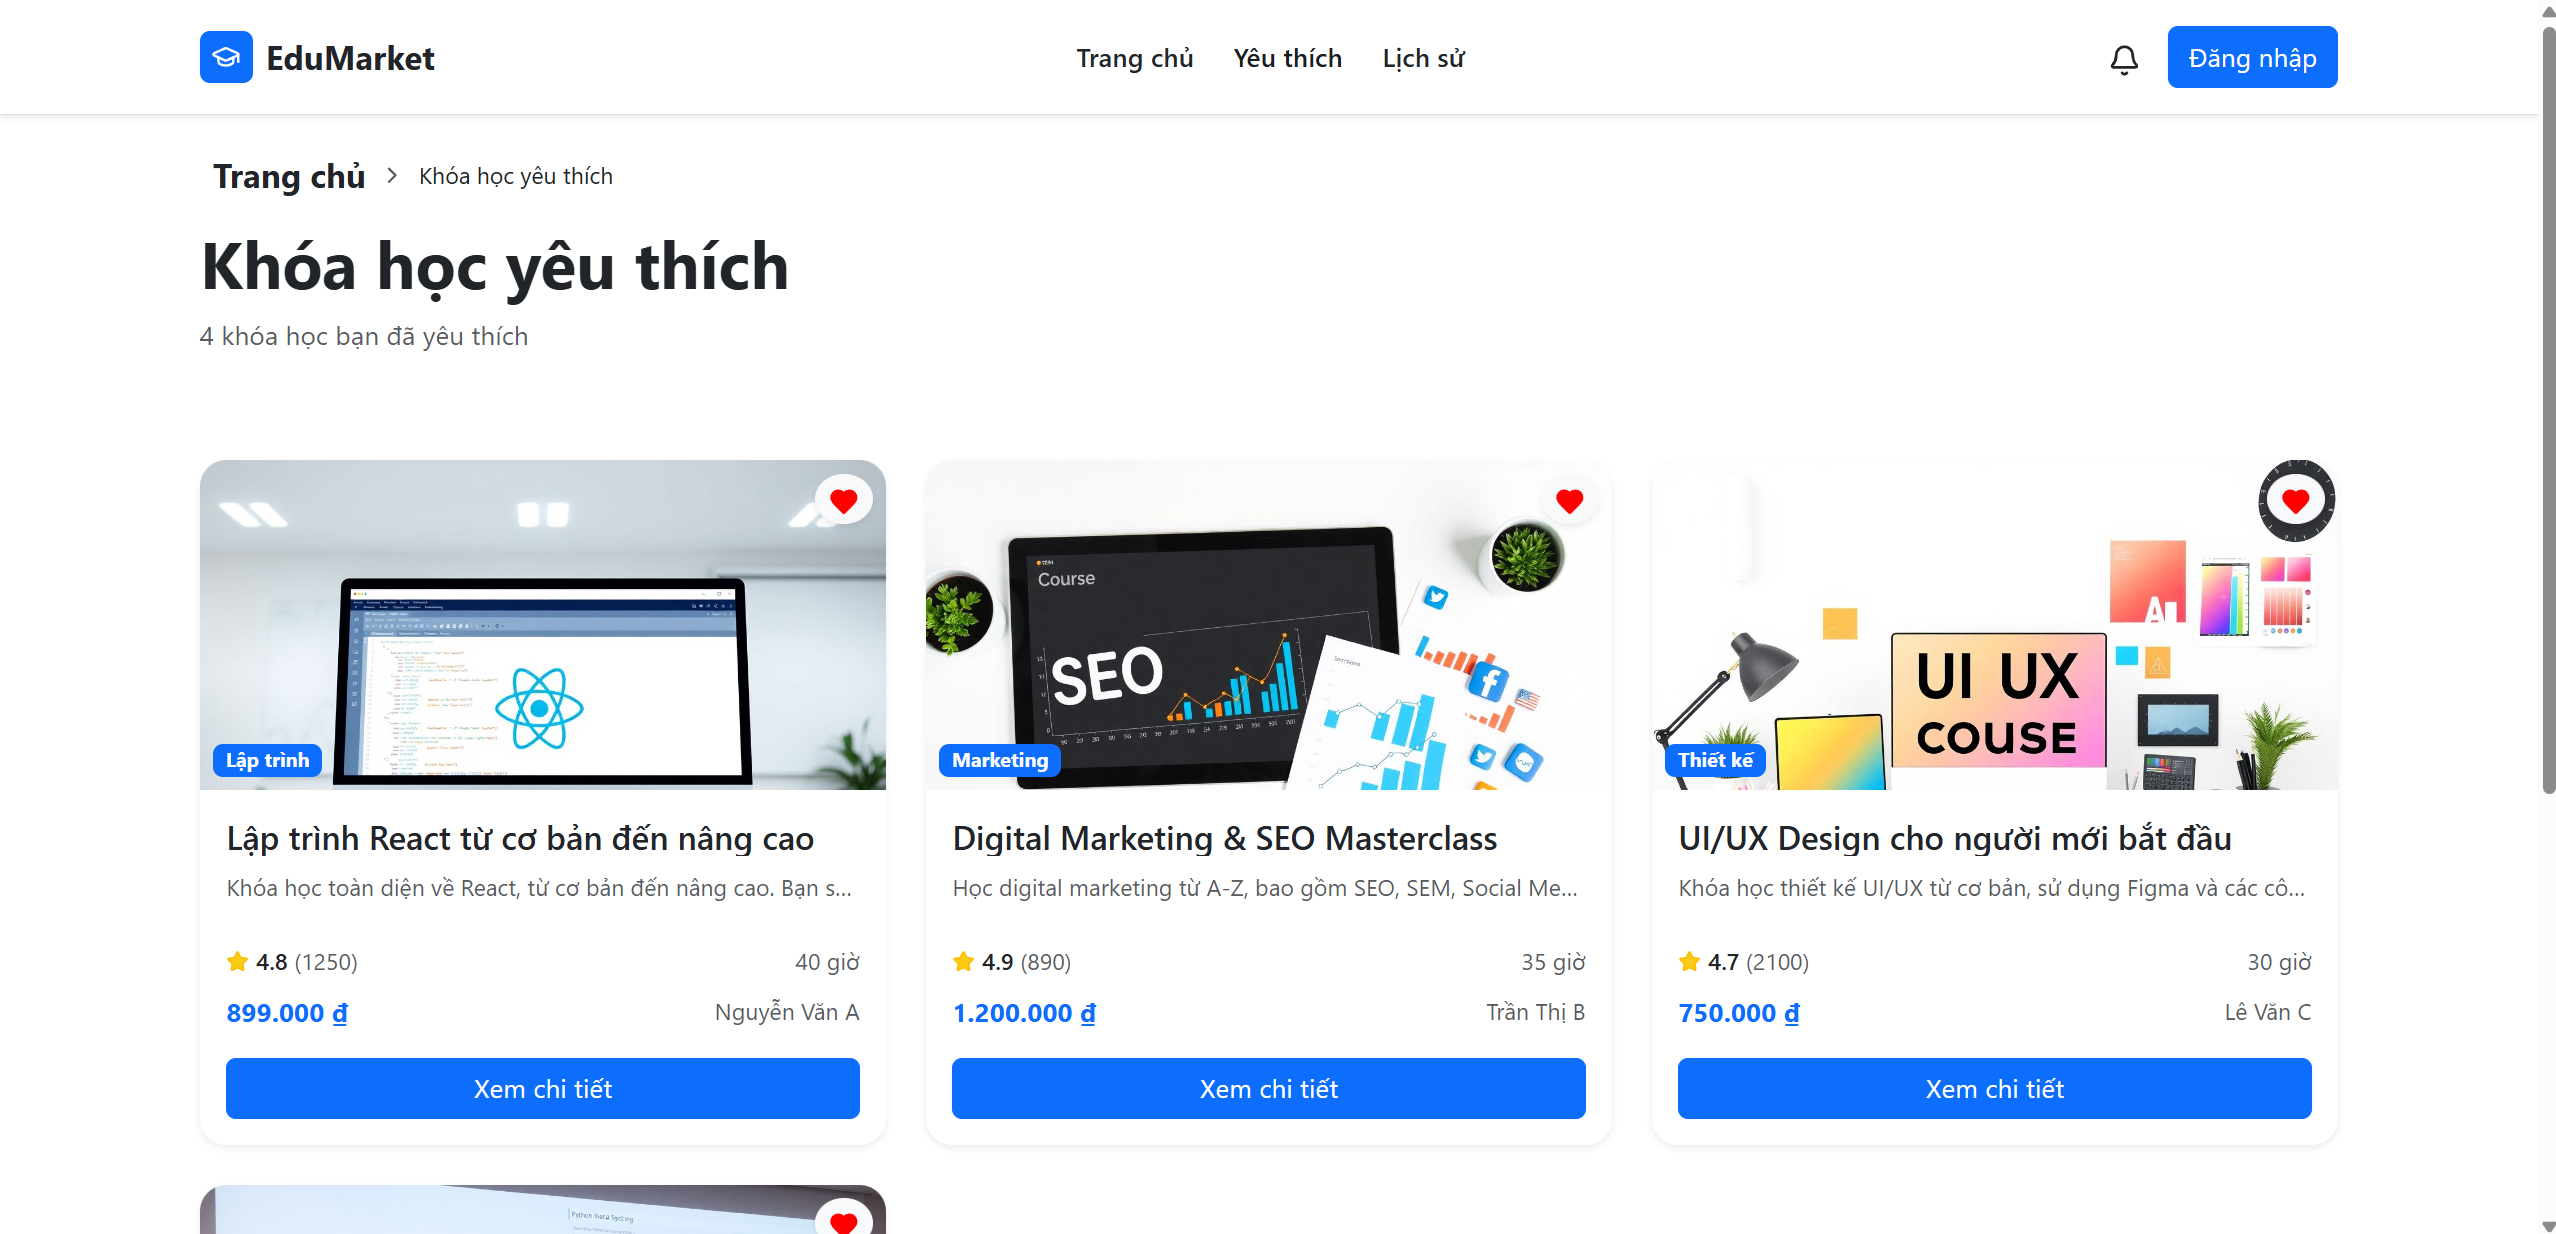 EduMarket
Trang chủ Yêu thích Lịch sử
Đăng nhập
Trang chủ > Khóa học yêu thích
Khóa học yêu thích
4 khóa học bạn đã yêu thích
Lập trình
Lập trình React từ cơ bản đến nâng cao
Khóa học toàn diện về React, từ cơ bản đến nâng cao. Bạn s...
4.8 (1250) 40 giờ
899.000 ₫ Nguyễn Văn A
Xem chi tiết
Course
SEO
Marketing
Digital Marketing & SEO Masterclass
Học digital marketing từ A-Z, bao gồm SEO, SEM, Social Me...
4.9 (890) 35 giờ
1.200.000 ₫ Trần Thị B
Xem chi tiết
UI UX
COUSE
Thiết kế
UI/UX Design cho người mới bắt đầu
Khóa học thiết kế UI/UX từ cơ bản, sử dụng Figma và các cô...
4.7 (2100) 30 giờ
750.000 ₫ Lê Văn C
Xem chi tiết